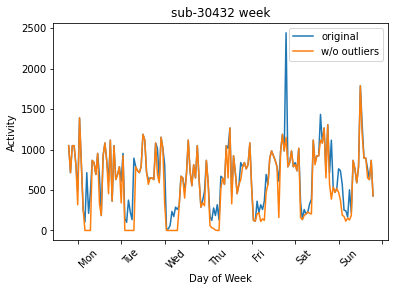 sub-30432 week
original
w/o outliers
Activity
2500
2000
1500
1000
500
0
Mon
Tue
Wed
Thu
Fri
Sat
Sun
Day of Week